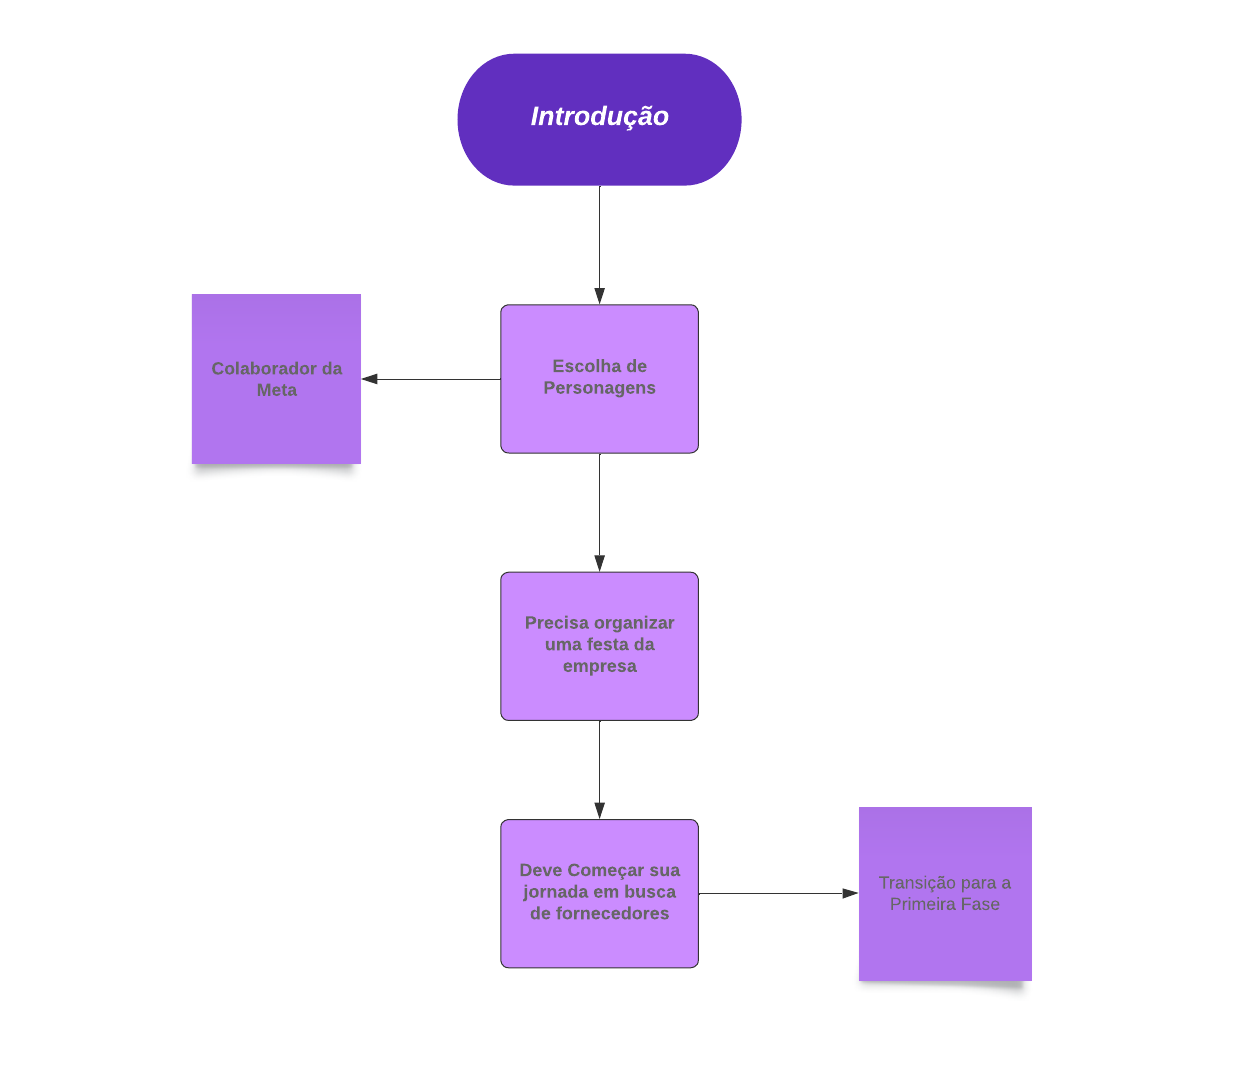 Introdução
Escolha de
Personagens
Colaborador da
Meta
Precisa organizar
uma festa da
empresa
Deve Começar sua
jornada em busca
de fornecedores
Transição para a
Primeira Fase